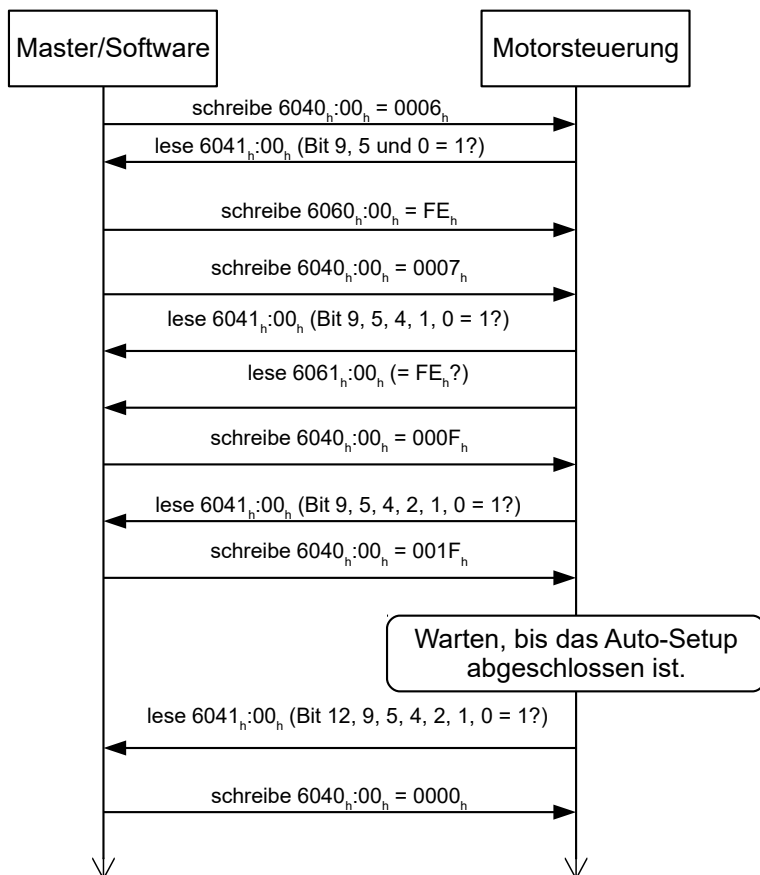 Master/Software
Motorsteuerung
schreibe 6040h:00h = 0006h
lese 6041h:00h (Bit 9, 5 und 0 = 1?)
schreibe 6060h:00h = FEh
schreibe 6040h:00h = 0007h
lese 6041h:00h (Bit 9, 5, 4, 1, 0 = 1?)
lese 6061h:00h (= FEh?)
schreibe 6040h:00h = 000Fh
lese 6041h:00h (Bit 9, 5, 4, 2, 1, 0 = 1?)
schreibe 6040h:00h = 001Fh
Warten, bis das Auto-Setup
abgeschlossen ist.
lese 6041h:00h (Bit 12, 9, 5, 4, 2, 1, 0 = 1?)
schreibe 6040h:00h = 0000h